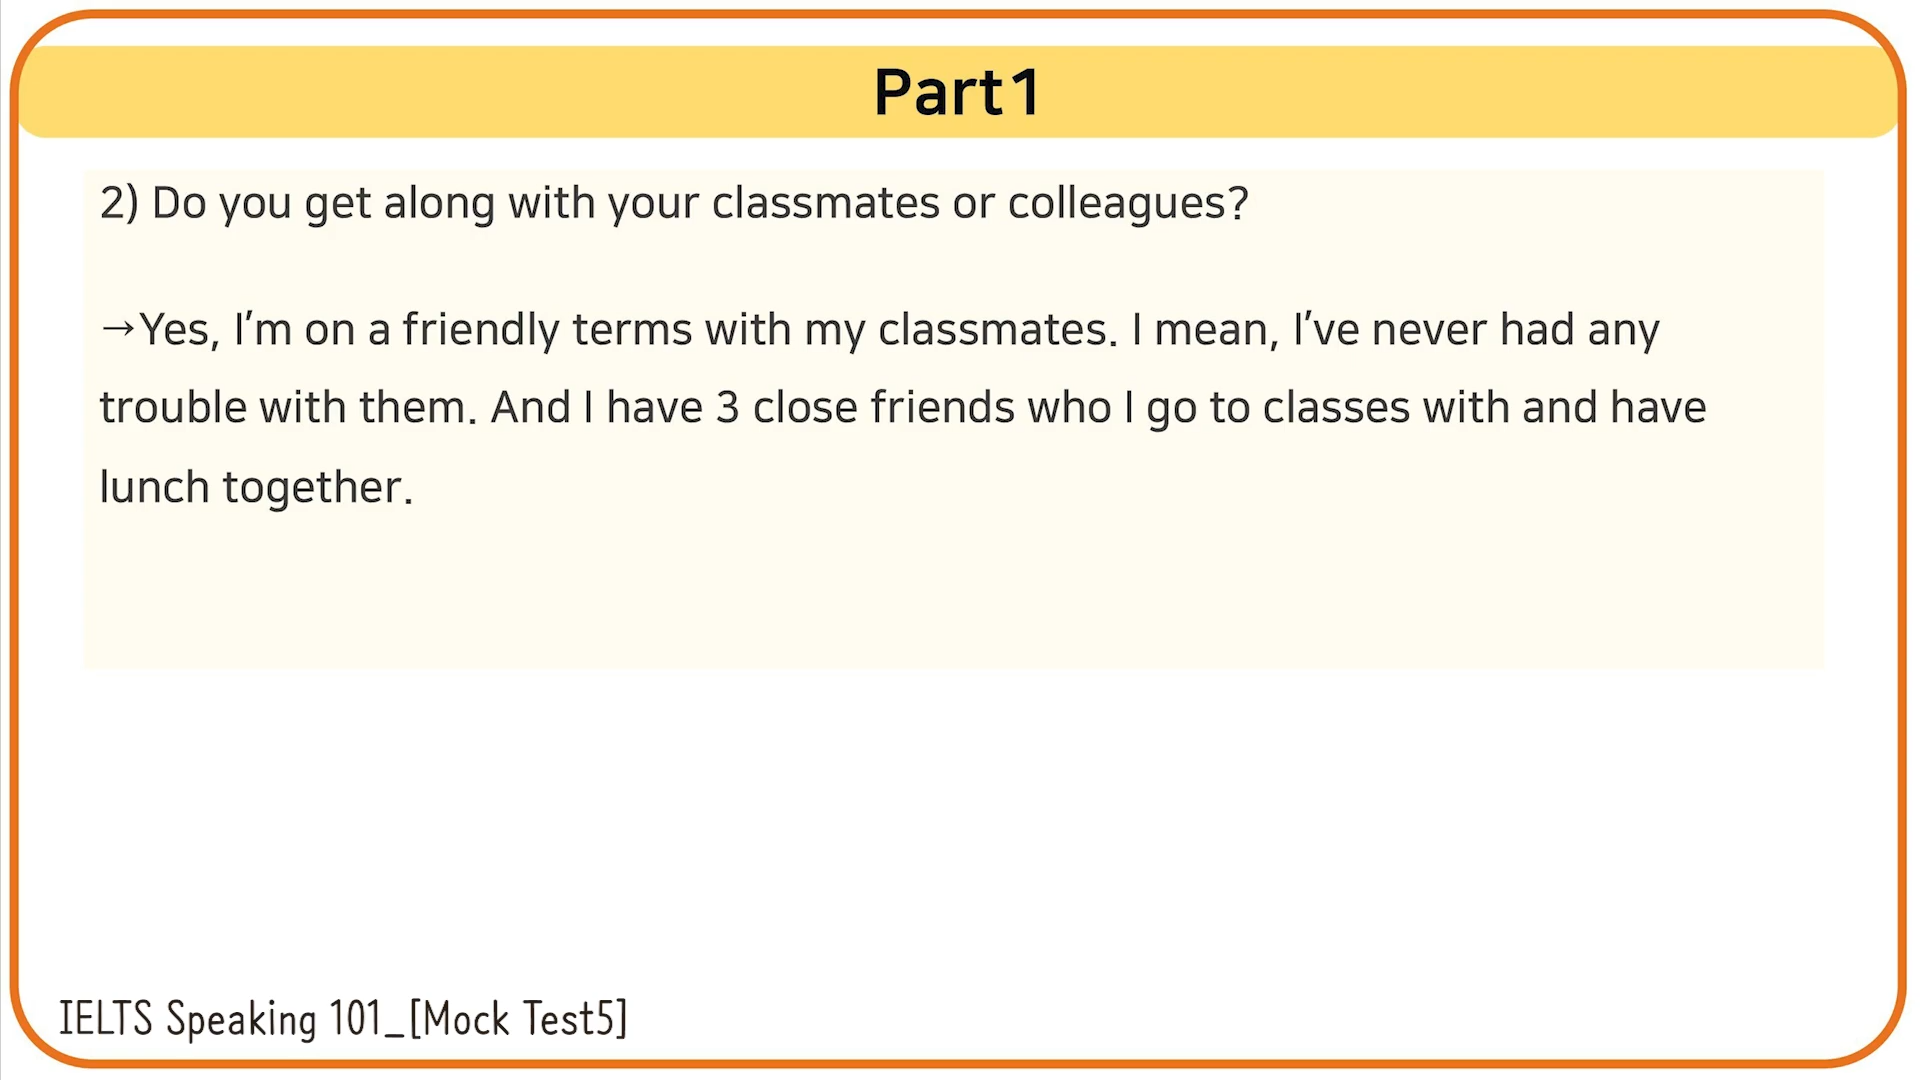 Part1
2) Do you get along with your classmates or colleagues?
→Yes, I’m on a friendly terms with my classmates. I mean, I’ve never had any
trouble with them. And I have 3 close friends who I go to classes with and have
lunch together.
IELTS Speaking 101_[Mock Test5]